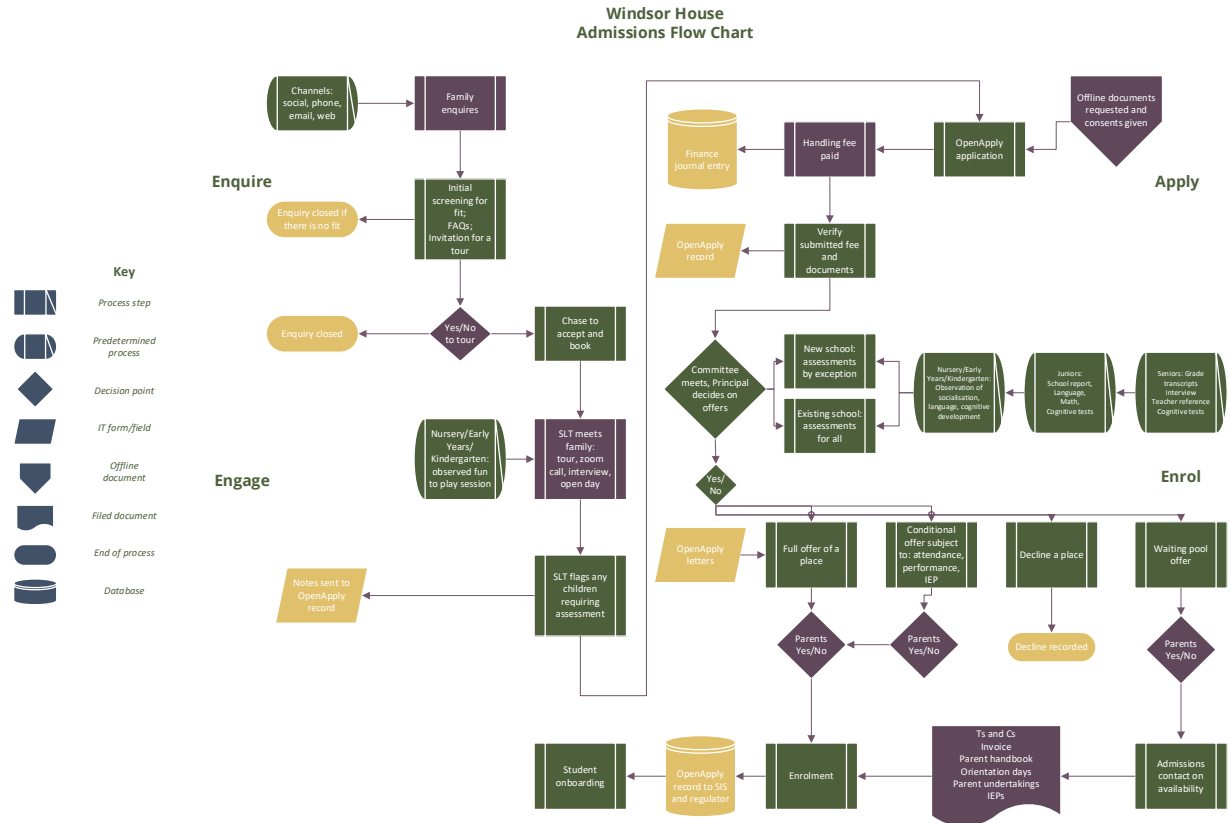 Windsor House
Admissions Flow Chart
Channels:
social, phone,
email, web
Family
enquires
Enquire
Initial
screening for
fit;
FAQs;
Invitation for a
tour
Enquiry closed if
there is no fit
Yes/No
to tour
Enquiry closed
Chase to
accept and
book
Nursery/Early
Years/
Kindergarten:
observed fun
to play session
SLT meets
family:
tour, zoom
call, interview,
open day
Engage
SLT flags any
children
requiring
assessment
Notes sent to
OpenApply
record
Key
Process step
Predetermined
process
Decision point
IT form/field
Offline
document
Filed document
End of process
Database
Offline documents
requested and
consents given
OpenApply
application
Handling fee
paid
Finance
journal entry
Apply
Verify
submitted fee
and
documents
OpenApply
record
Committee
meets, Principal
decides on
offers
New school:
assessments
by exception
Existing school:
assessments
for all
Nursery/Early
Years/Kindergarten:
Observation of
socialisation,
language, cognitive
development
Juniors:
School report,
Language,
Math,
Cognitive tests
Seniors: Grade
transcripts
Interview
Teacher reference
Cognitive tests
Yes/
No
Enrol
OpenApply
letters
Full offer of a
place
Conditional
offer subject
to: attendance,
performance,
IEP
Decline a place
Waiting pool
offer
Parents
Yes/No
Parents
Yes/No
Decline recorded
Parents
Yes/No
Student
onboarding
OpenApply
record to SIS
and regulator
Enrolment
Ts and Cs
Invoice
Parent handbook
Orientation days
Parent undertakings
IEPs
Admissions
contact on
availability